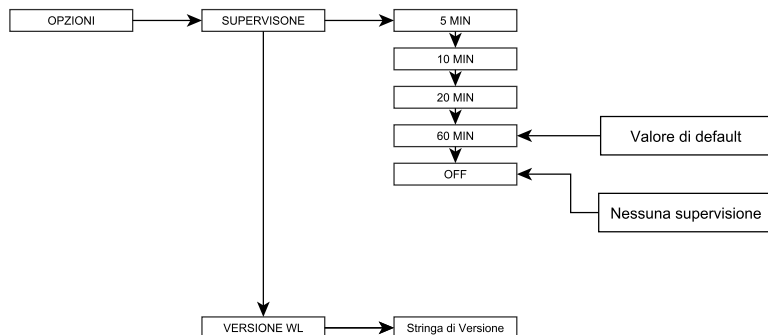 OPZIONI
SUPERVISONE
5 MIN
10 MIN
20 MIN
60 MIN
Valore di default
OFF
Nessuna supervisione
VERSIONE WL
Stringa di Versione